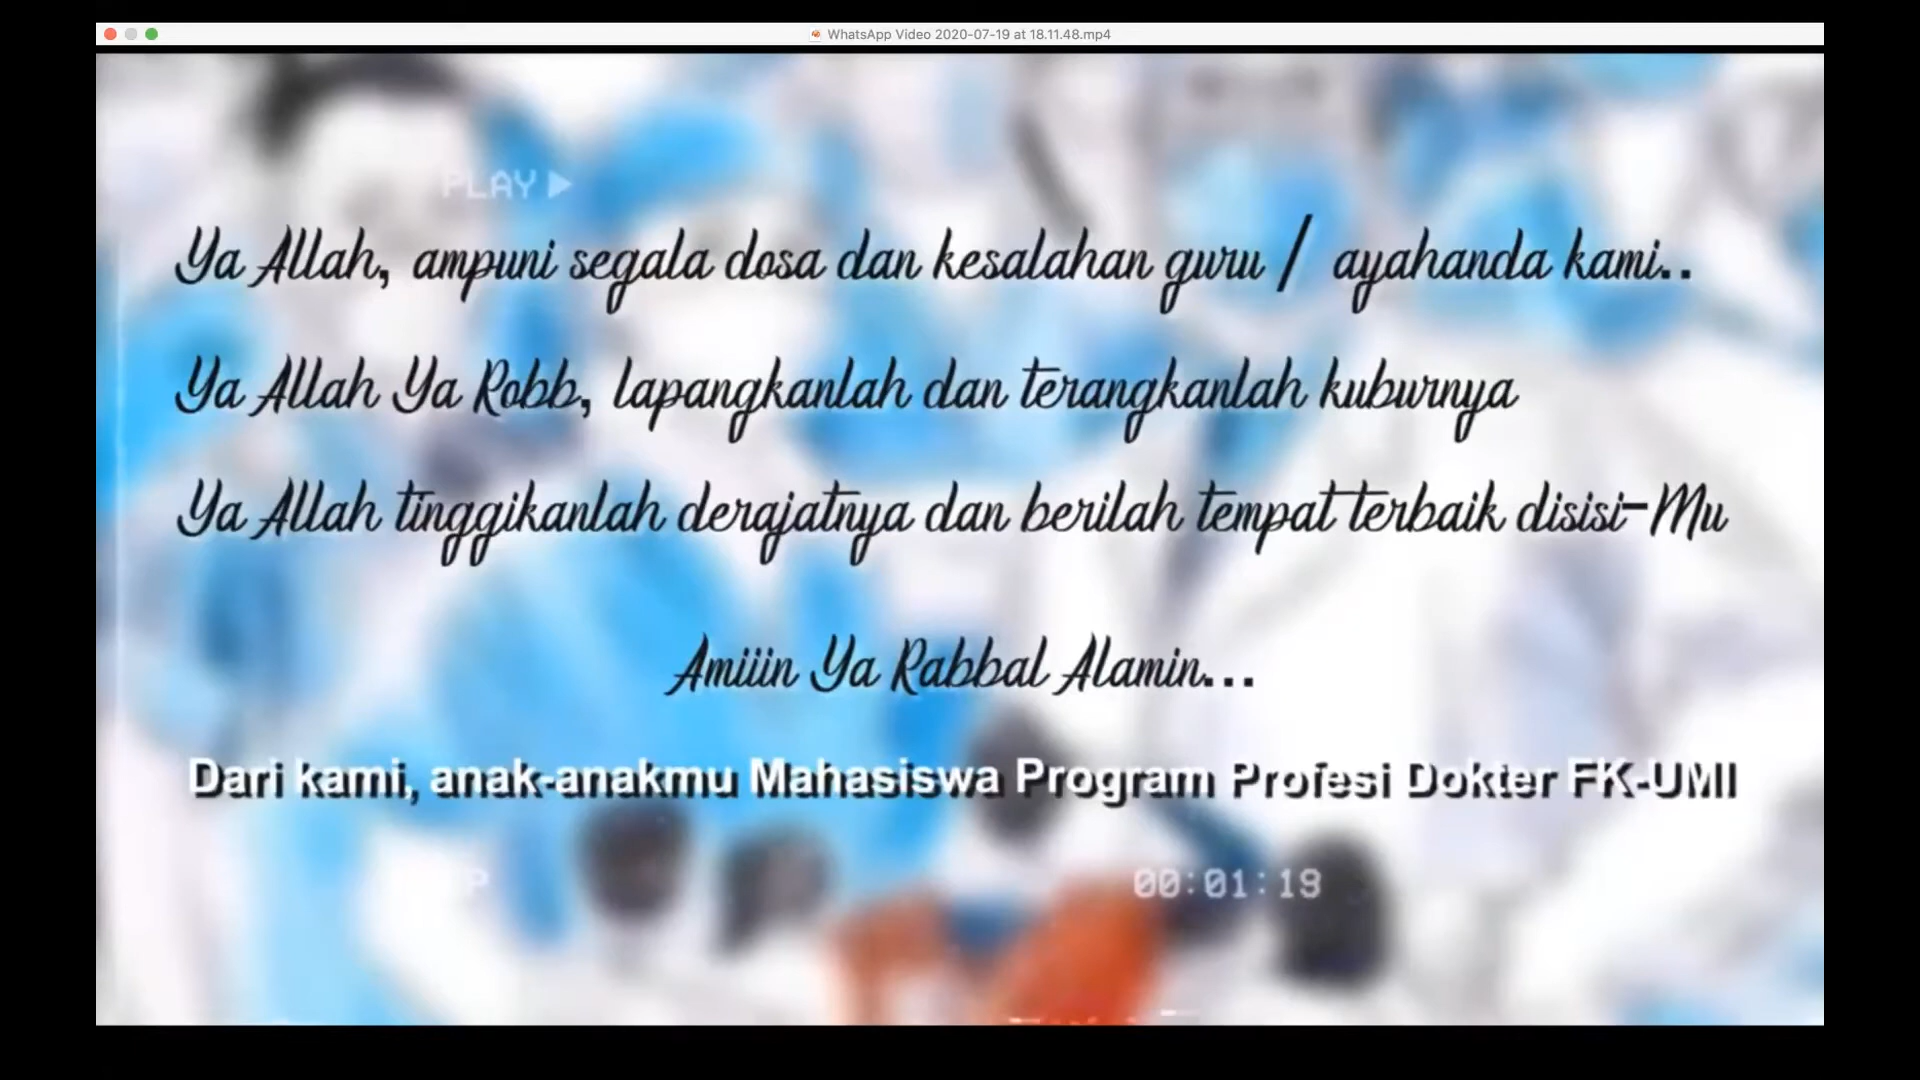 WhatsApp Video 2020-07-19 at 18.11.48.mp4
PLAY
Ya Allah, ampuni segala dosa dan kesalahan guru / ayahanda kami..
Ya Allah Ya Robb, lapangkanlah dan terangkanlah kuburnya
Ya Allah tinggikanlah derajatnya dan berilah tempat terbaik disisi-Mu
Amiiin Ya Rabbal Alamin...
Dari kami, anak-anakmu Mahasiswa Program Profesi Dokter FK-UMI
00:01:19